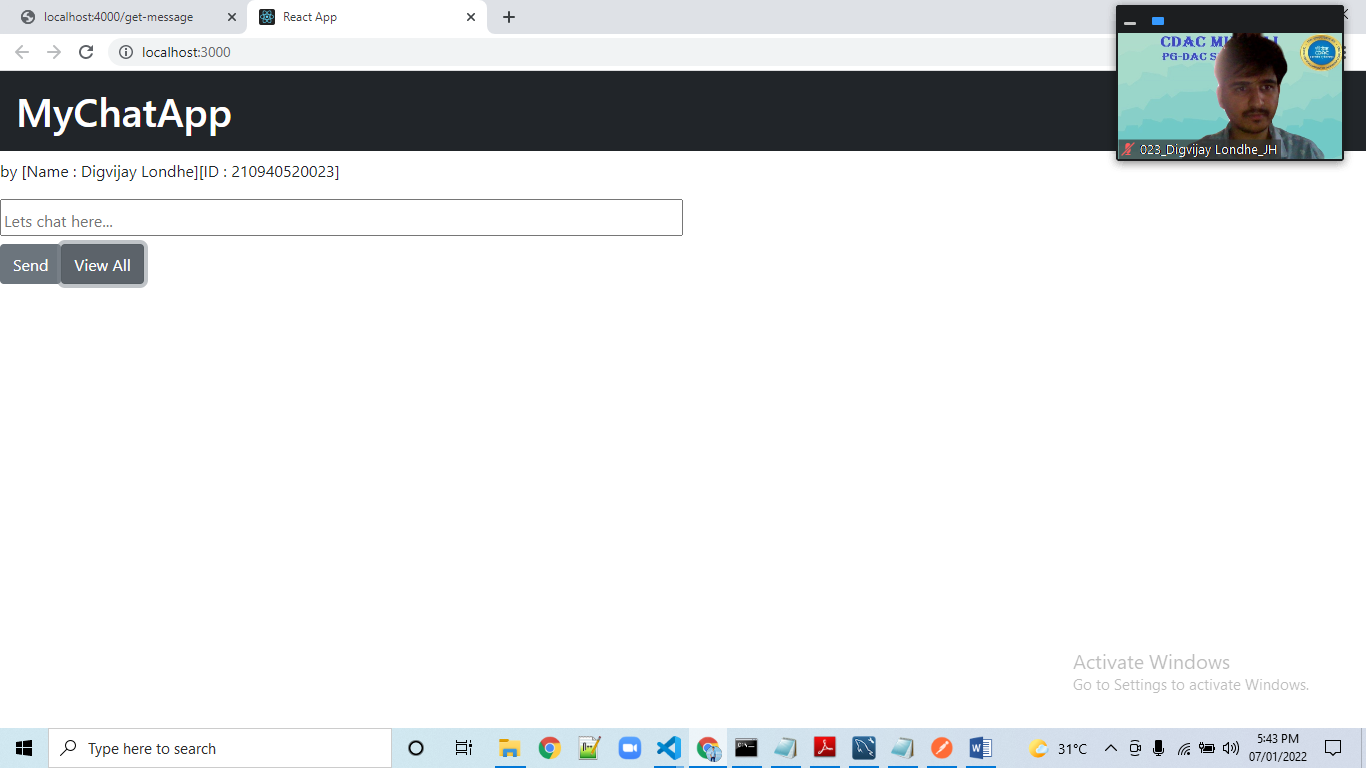 localhost:4000/get-message
React App
localhost:3000
MyChatApp
by [Name : Digvijay Londhe][ID : 210940520023]
Lets chat here...
Send
View All
CDAC
PG-DAC
CDAC
023_Digvijay Londhe_JH
Activate Windows
Go to Settings to activate Windows.
Type here to search
31°C
5:43 PM
07/01/2022